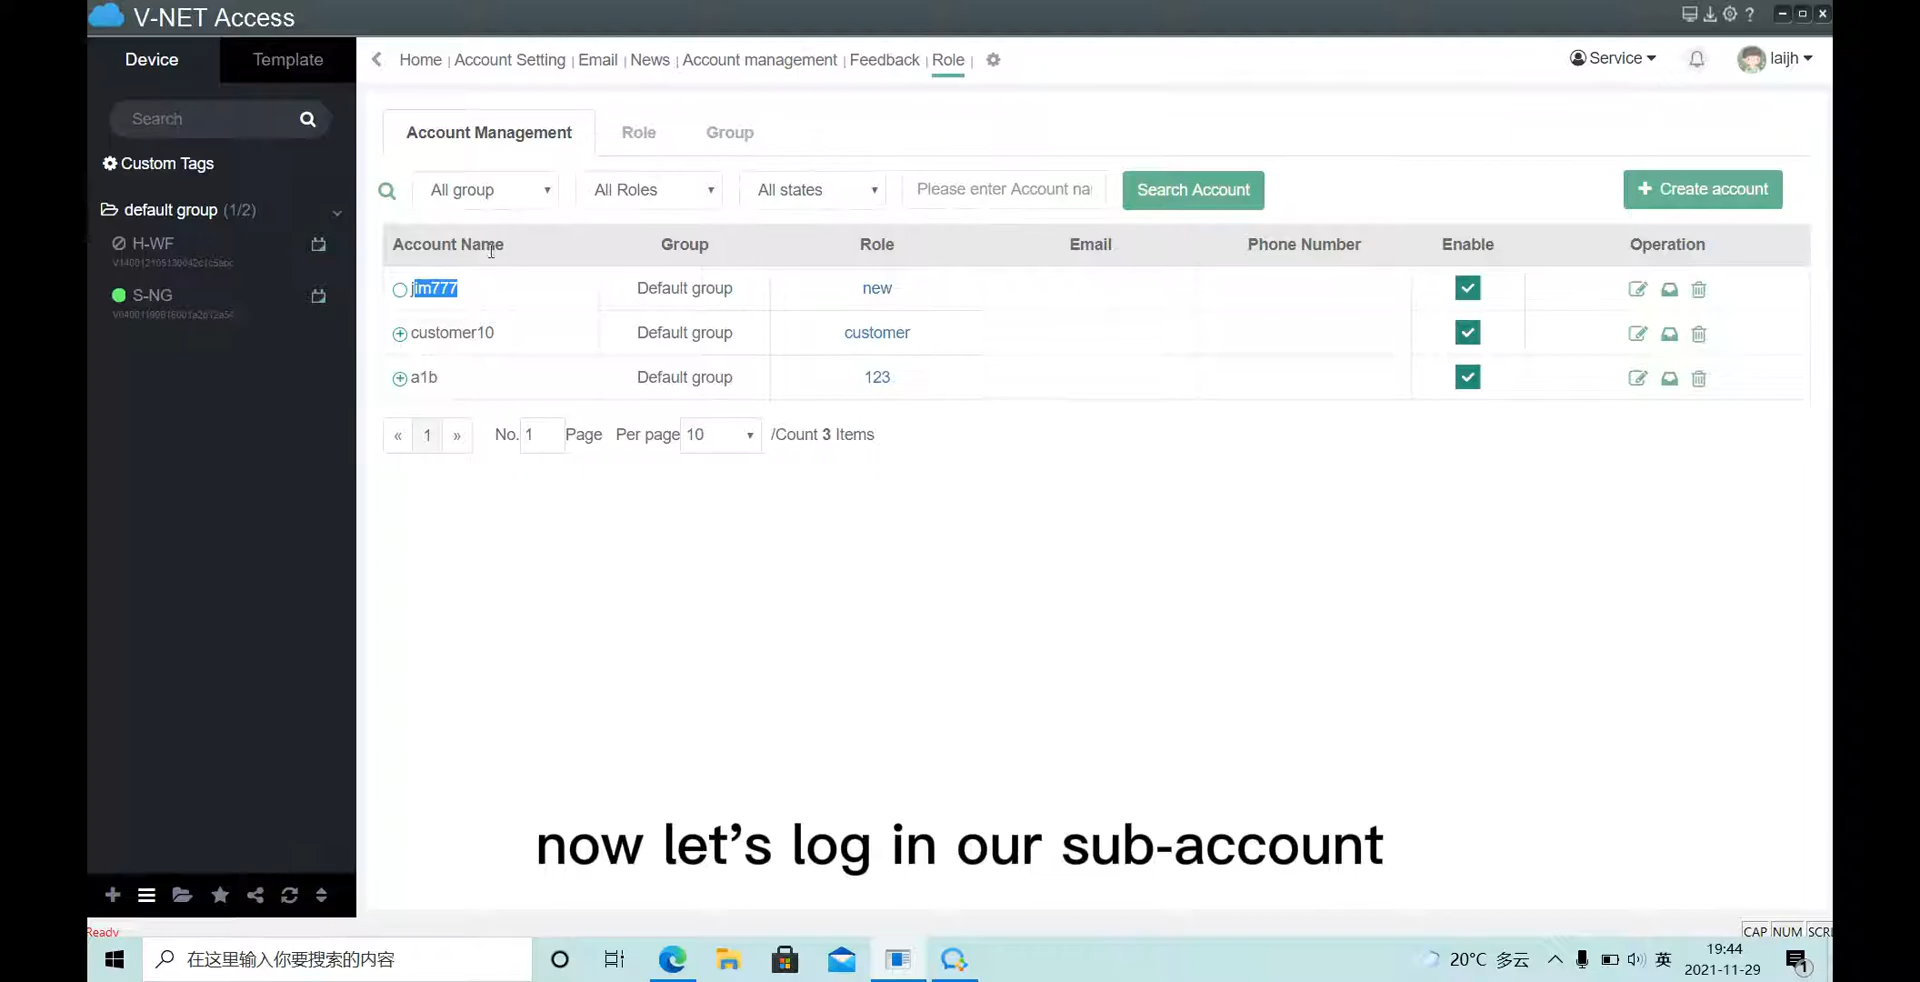 V-NET Access
Device
Template
Home | Account Setting | Email | News | Account management | Feedback | Role |
Service
laijh
Search
Custom Tags
default group (1/2)
H-WF
S-NG
Account Management
Role
Group
All group
All Roles
All states
Please enter Account na
Search Account
+ Create account
Account Name Group Role Email Phone Number Enable Operation
jim777 Default group new
customer10 Default group customer
a1b Default group 123
« 1 » No. 1 Page Per page 10 /Count 3 Items
now let's log in our sub-account
Ready
CAP NUM SCRL
在这里输入你要搜索的内容
20°C 多云
英
19:44
2021-11-29
1